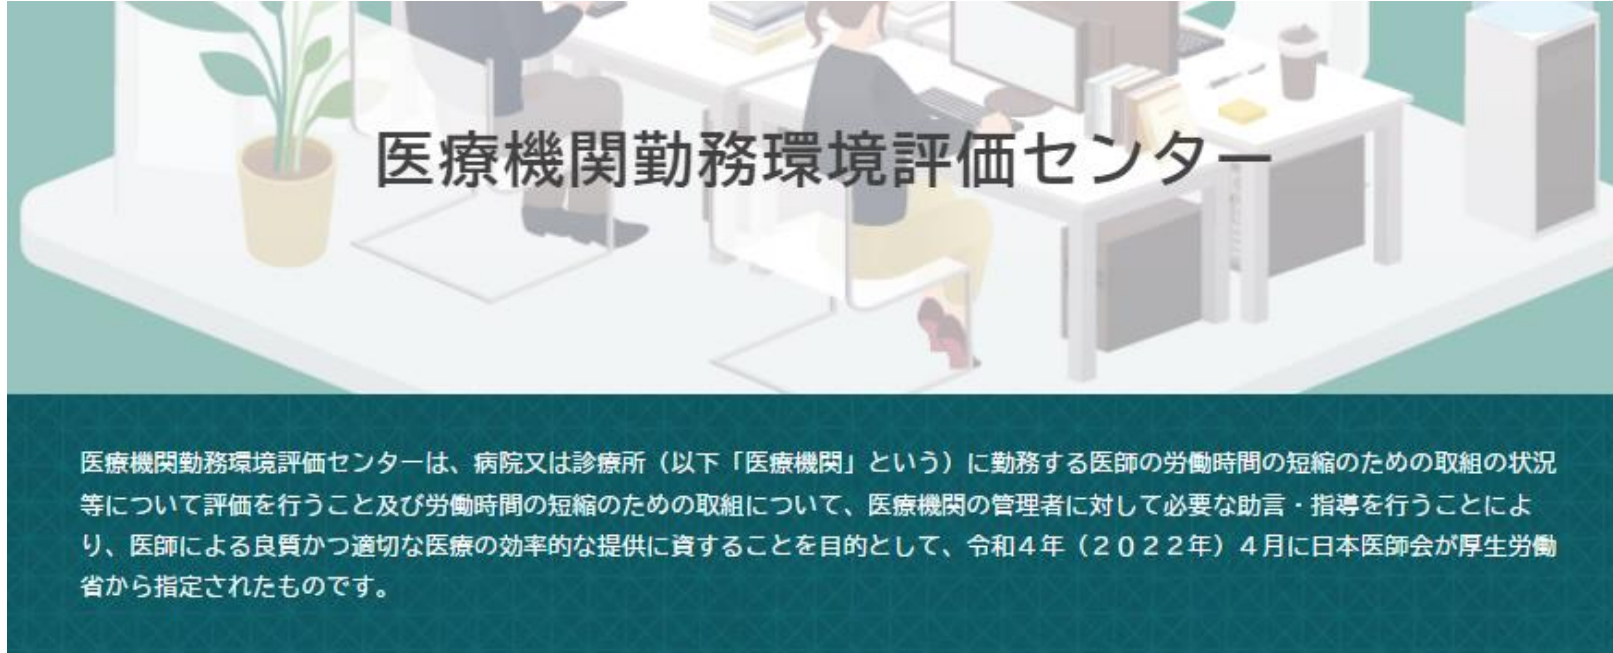 医療機関勤務環境評価センター
医療機関勤務環境評価センターは、病院又は診療所（以下「医療機関」という）に勤務する医師の労働時間の短縮のための取組の状況
等について評価を行うこと及び労働時間の短縮のための取組について、医療機関の管理者に対して必要な助言・指導を行うことによ
り、医師による良質かつ適切な医療の効率的な提供に資することを目的として、令和４年（２０２２年）４月に日本医師会が厚生労働
省から指定されたものです。